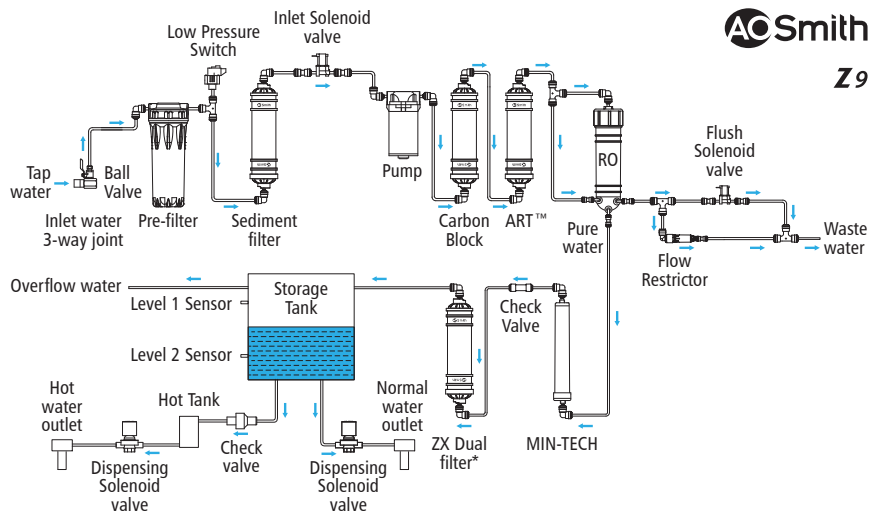 AO Smith
Z9
Inlet Solenoid
valve
Low Pressure
Switch
Tap
water
Ball
Valve
Inlet water
3-way joint
Pre-filter
Sediment
filter
Pump
Carbon
Block
ART™
RO
Pure
water
Flush
Solenoid
valve
Flow
Restrictor
Waste
water
Overflow water
Level 1 Sensor
Storage
Tank
Level 2 Sensor
Check
Valve
Hot
water
outlet
Hot Tank
Dispensing
Solenoid
valve
Check
valve
Dispensing
Solenoid
valve
Normal
water
outlet
ZX Dual
filter*
MIN-TECH